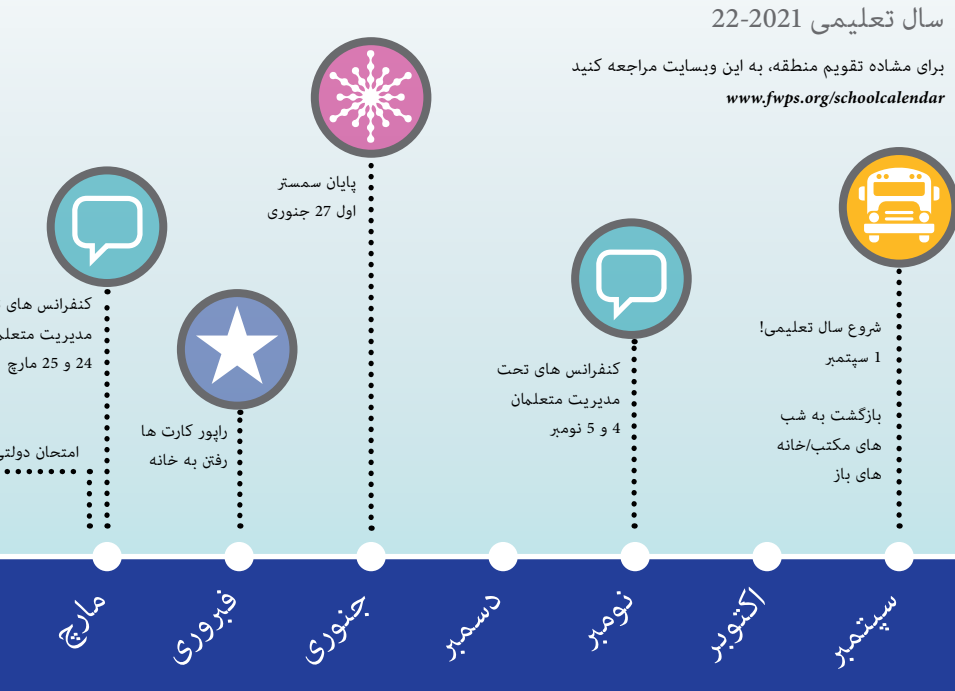 سال تعلیمی 2021-22
برای مشاده تقویم منطقه، به این وبسایت مراجعه کنید
www.fwps.org/schoolcalendar
شروع سال تعلیمی!
1 سپتمبر
بازگشت به شب
های مکتب/خانه
های باز
کنفرانس های تحت
مدیریت متعلمان
4 و 5 نومبر
پایان سمستر
اول 27 جنوری
راپور کارت ها
رفتن به خانه
کنفرانس های
مدیریت
24 و 25 مارچ
امتحان
سپتمبر
اکتوبر
نومبر
دسمبر
جنوری
فبروری
مارچ